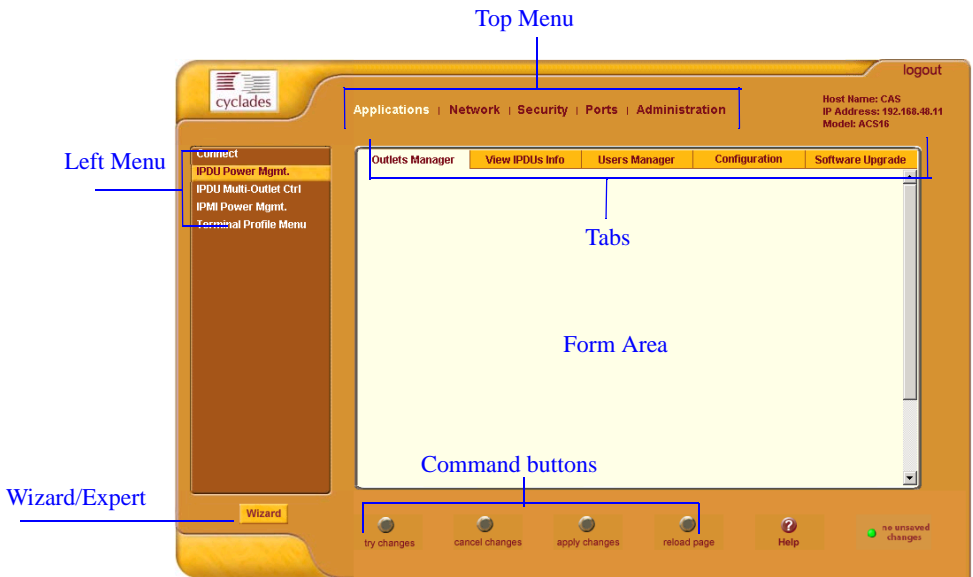 Top Menu
logout
cyclades
Applications | Network | Security | Ports | Administration
Host Name: CAS
IP Address: 192.168.48.11
Model: ACS16
Left Menu
Connect
IPDU Power Mgmt.
IPDU Multi-Outlet Ctrl
IPMI Power Mgmt.
Terminal Profile Menu
Outlets Manager
View IPDUs Info
Users Manager
Configuration
Software Upgrade
Tabs
Form Area
Command buttons
Wizard/Expert
Wizard
try changes
cancel changes
apply changes
reload page
?
Help
no unsaved
changes